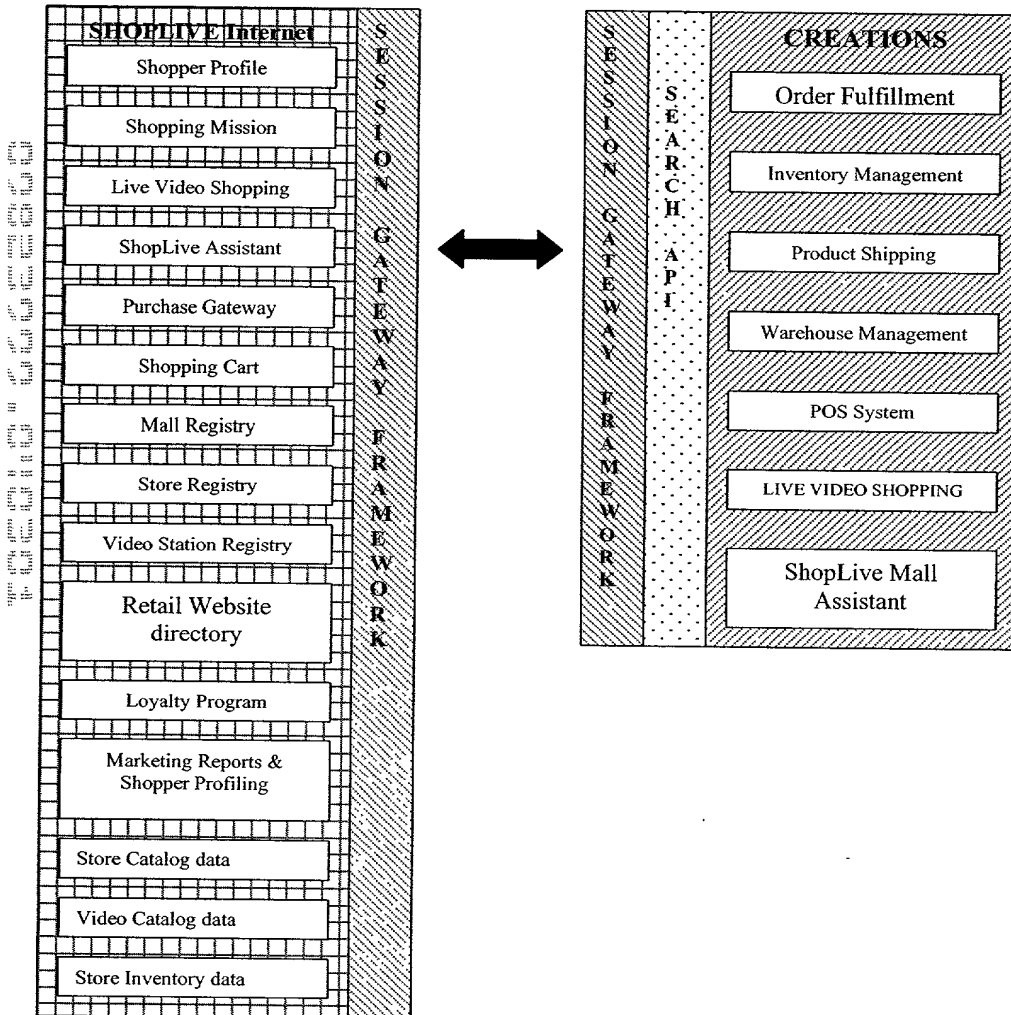 SHOPLIVE Internet
Shopper Profile
Shopping Mission
Live Video Shopping
ShopLive Assistant
Purchase Gateway
Shopping Cart
Mall Registry
Store Registry
Video Station Registry
Retail Website
directory
Loyalty Program
Marketing Reports &
Shopper Profiling
Store Catalog data
Video Catalog data
Store Inventory data
SESSION GATEWAY FRAMEWORK
SESSION GATEWAY FRAMEWORK
SEARCH API
CREATIONS
Order Fulfillment
Inventory Management
Product Shipping
Warehouse Management
POS System
LIVE VIDEO SHOPPING
ShopLive Mall
Assistant